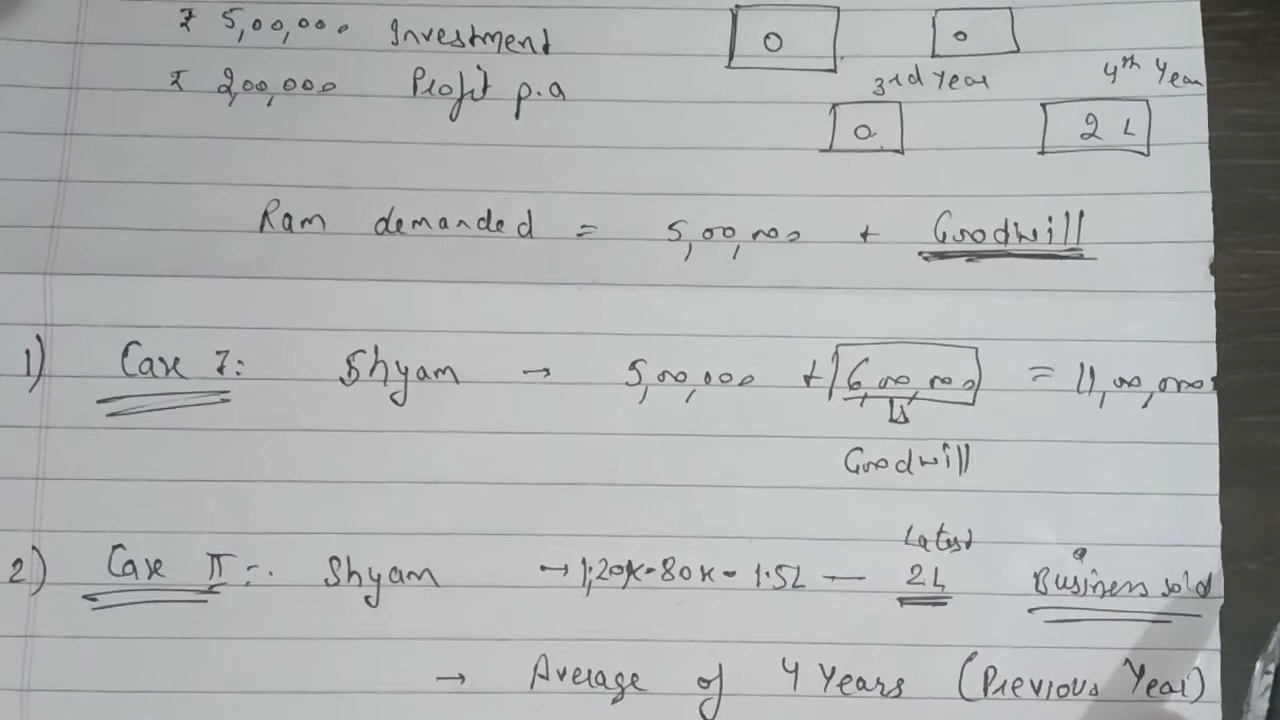 ₹ 5,00,000 Investment 0 0
₹ 2,00,000 Profit p.a 3rd Year 4th Year
0 2 L
Ram demanded = 5,00,000 + Goodwill
1) Case I: Shyam → 5,00,000 + 6,00,000 = 11,00,000
Goodwill
Latest
2) Case II:- Shyam → 1,20K - 80K - 1.5L — 2L Business sold
→ Average of 4 Years (Previous Year)